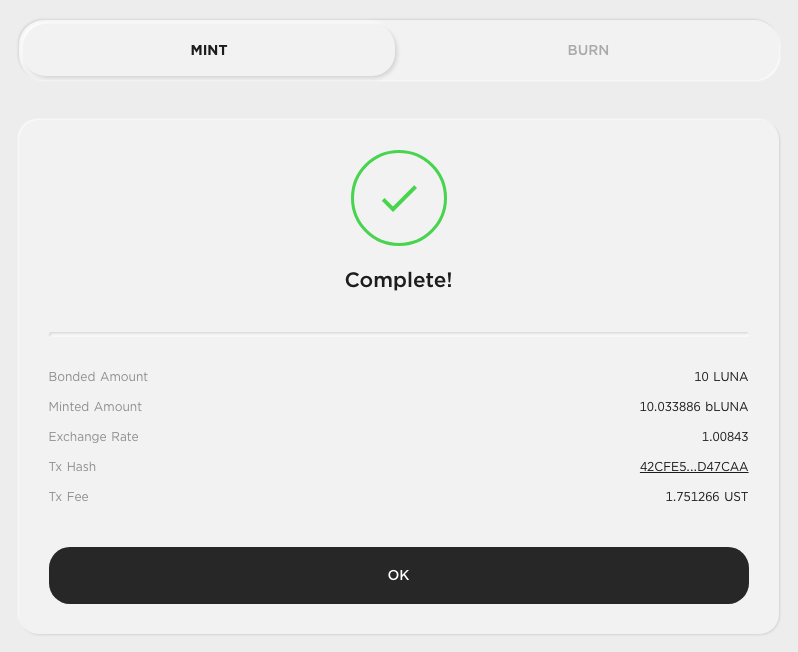 MINT BURN
Complete!
Bonded Amount 10 LUNA
Minted Amount 10.033886 bLUNA
Exchange Rate 1.00843
Tx Hash 42CFE5...D47CAA
Tx Fee 1.751266 UST
OK